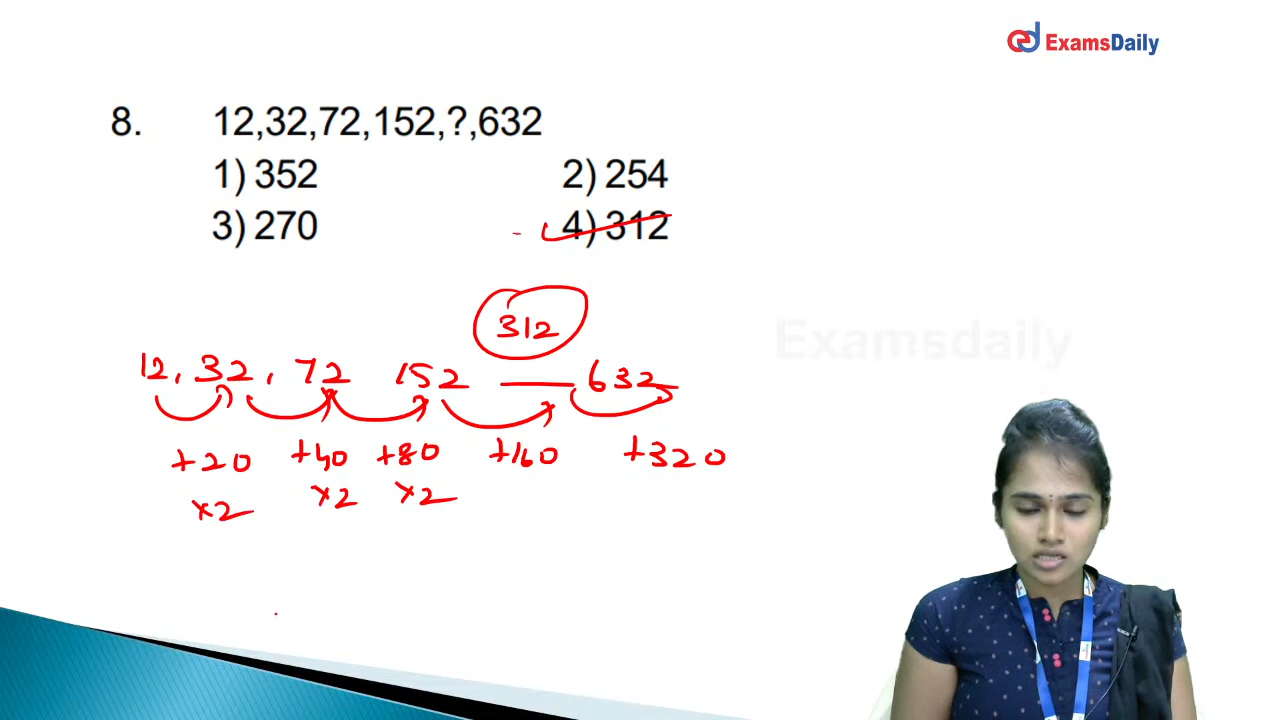 ExamsDaily
8. 12,32,72,152,?,632
1) 352 2) 254
3) 270 4) 312
312
12, 32, 72 152 ___ 632
+20 +40 +80 +160 +320
×2 ×2 ×2
Examsdaily